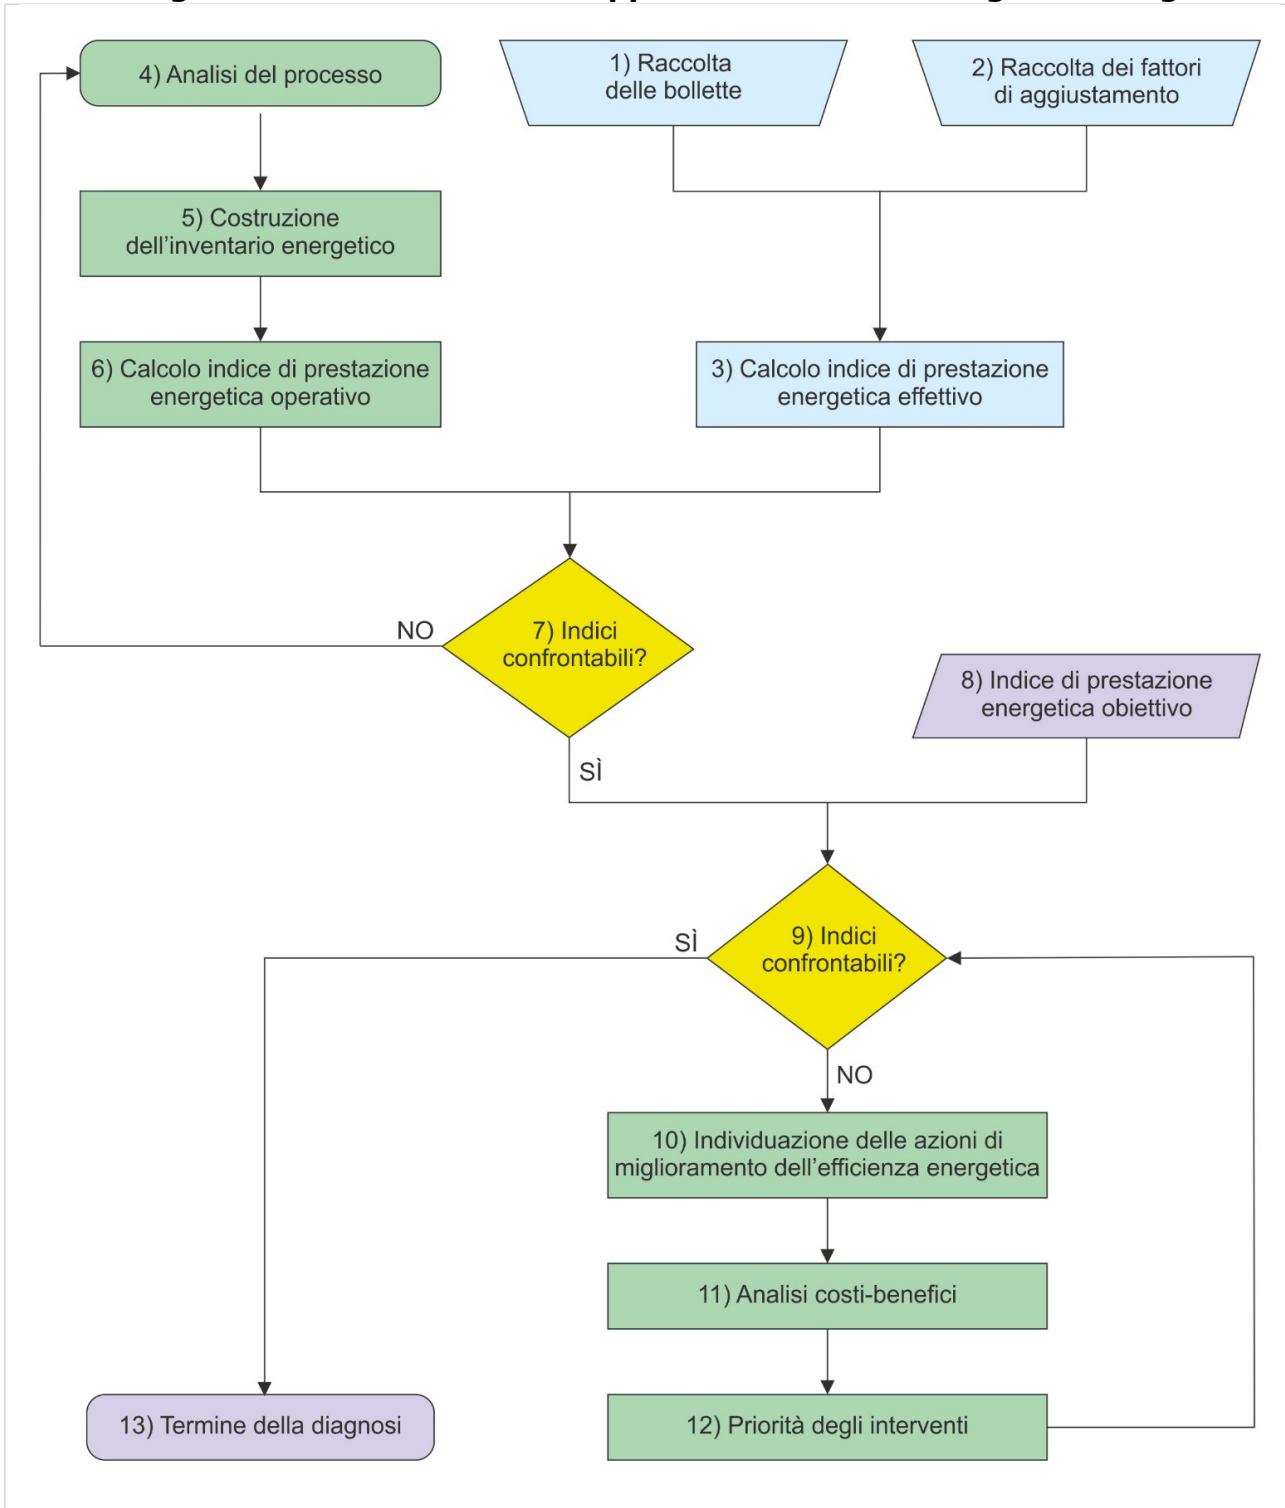 4) Analisi del processo
1) Raccolta
delle bollette
2) Raccolta dei fattori
di aggiustamento
5) Costruzione
dell’inventario energetico
6) Calcolo indice di prestazione
energetica operativo
3) Calcolo indice di prestazione
energetica effettivo
NO
7) Indici
confrontabili?
8) Indice di prestazione
energetica obiettivo
SÌ
SÌ
9) Indici
confrontabili?
NO
10) Individuazione delle azioni di
miglioramento dell’efficienza energetica
11) Analisi costi-benefici
13) Termine della diagnosi
12) Priorità degli interventi